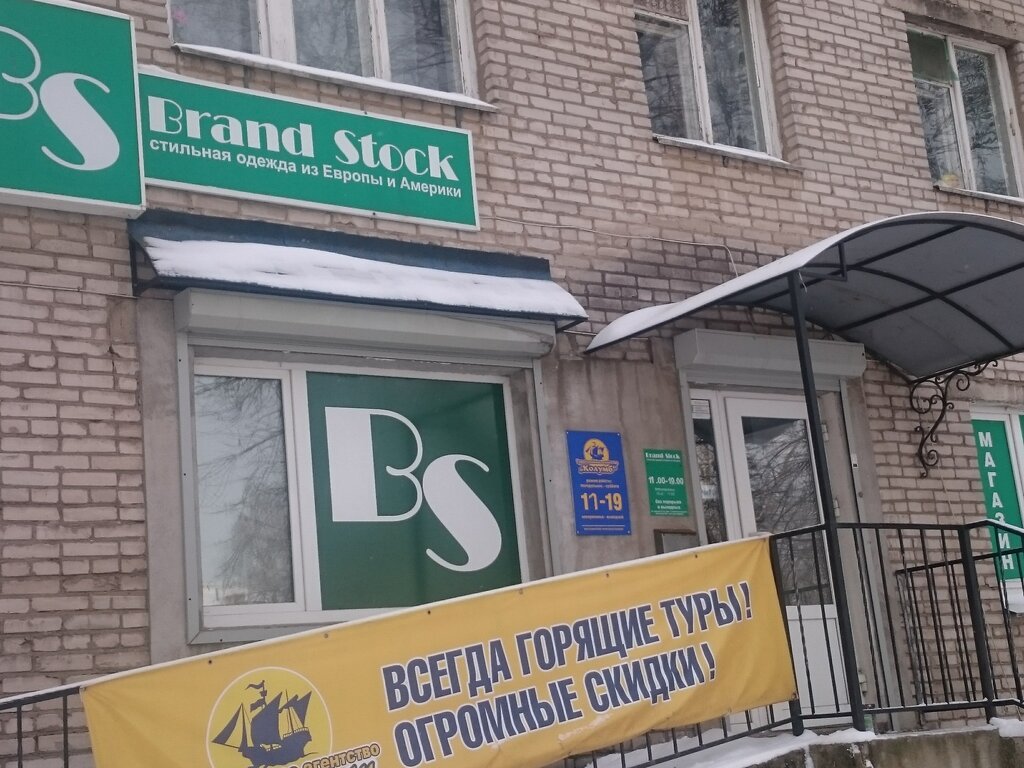 BS
Brand Stock
стильная одежда из Европы и Америки
BS
Колумб
11-19
Brand Stock
11.00-19.00
МАГАЗИН
ВСЕГДА ГОРЯЩИЕ ТУРЫ!
ОГРОМНЫЕ СКИДКИ!
агентство